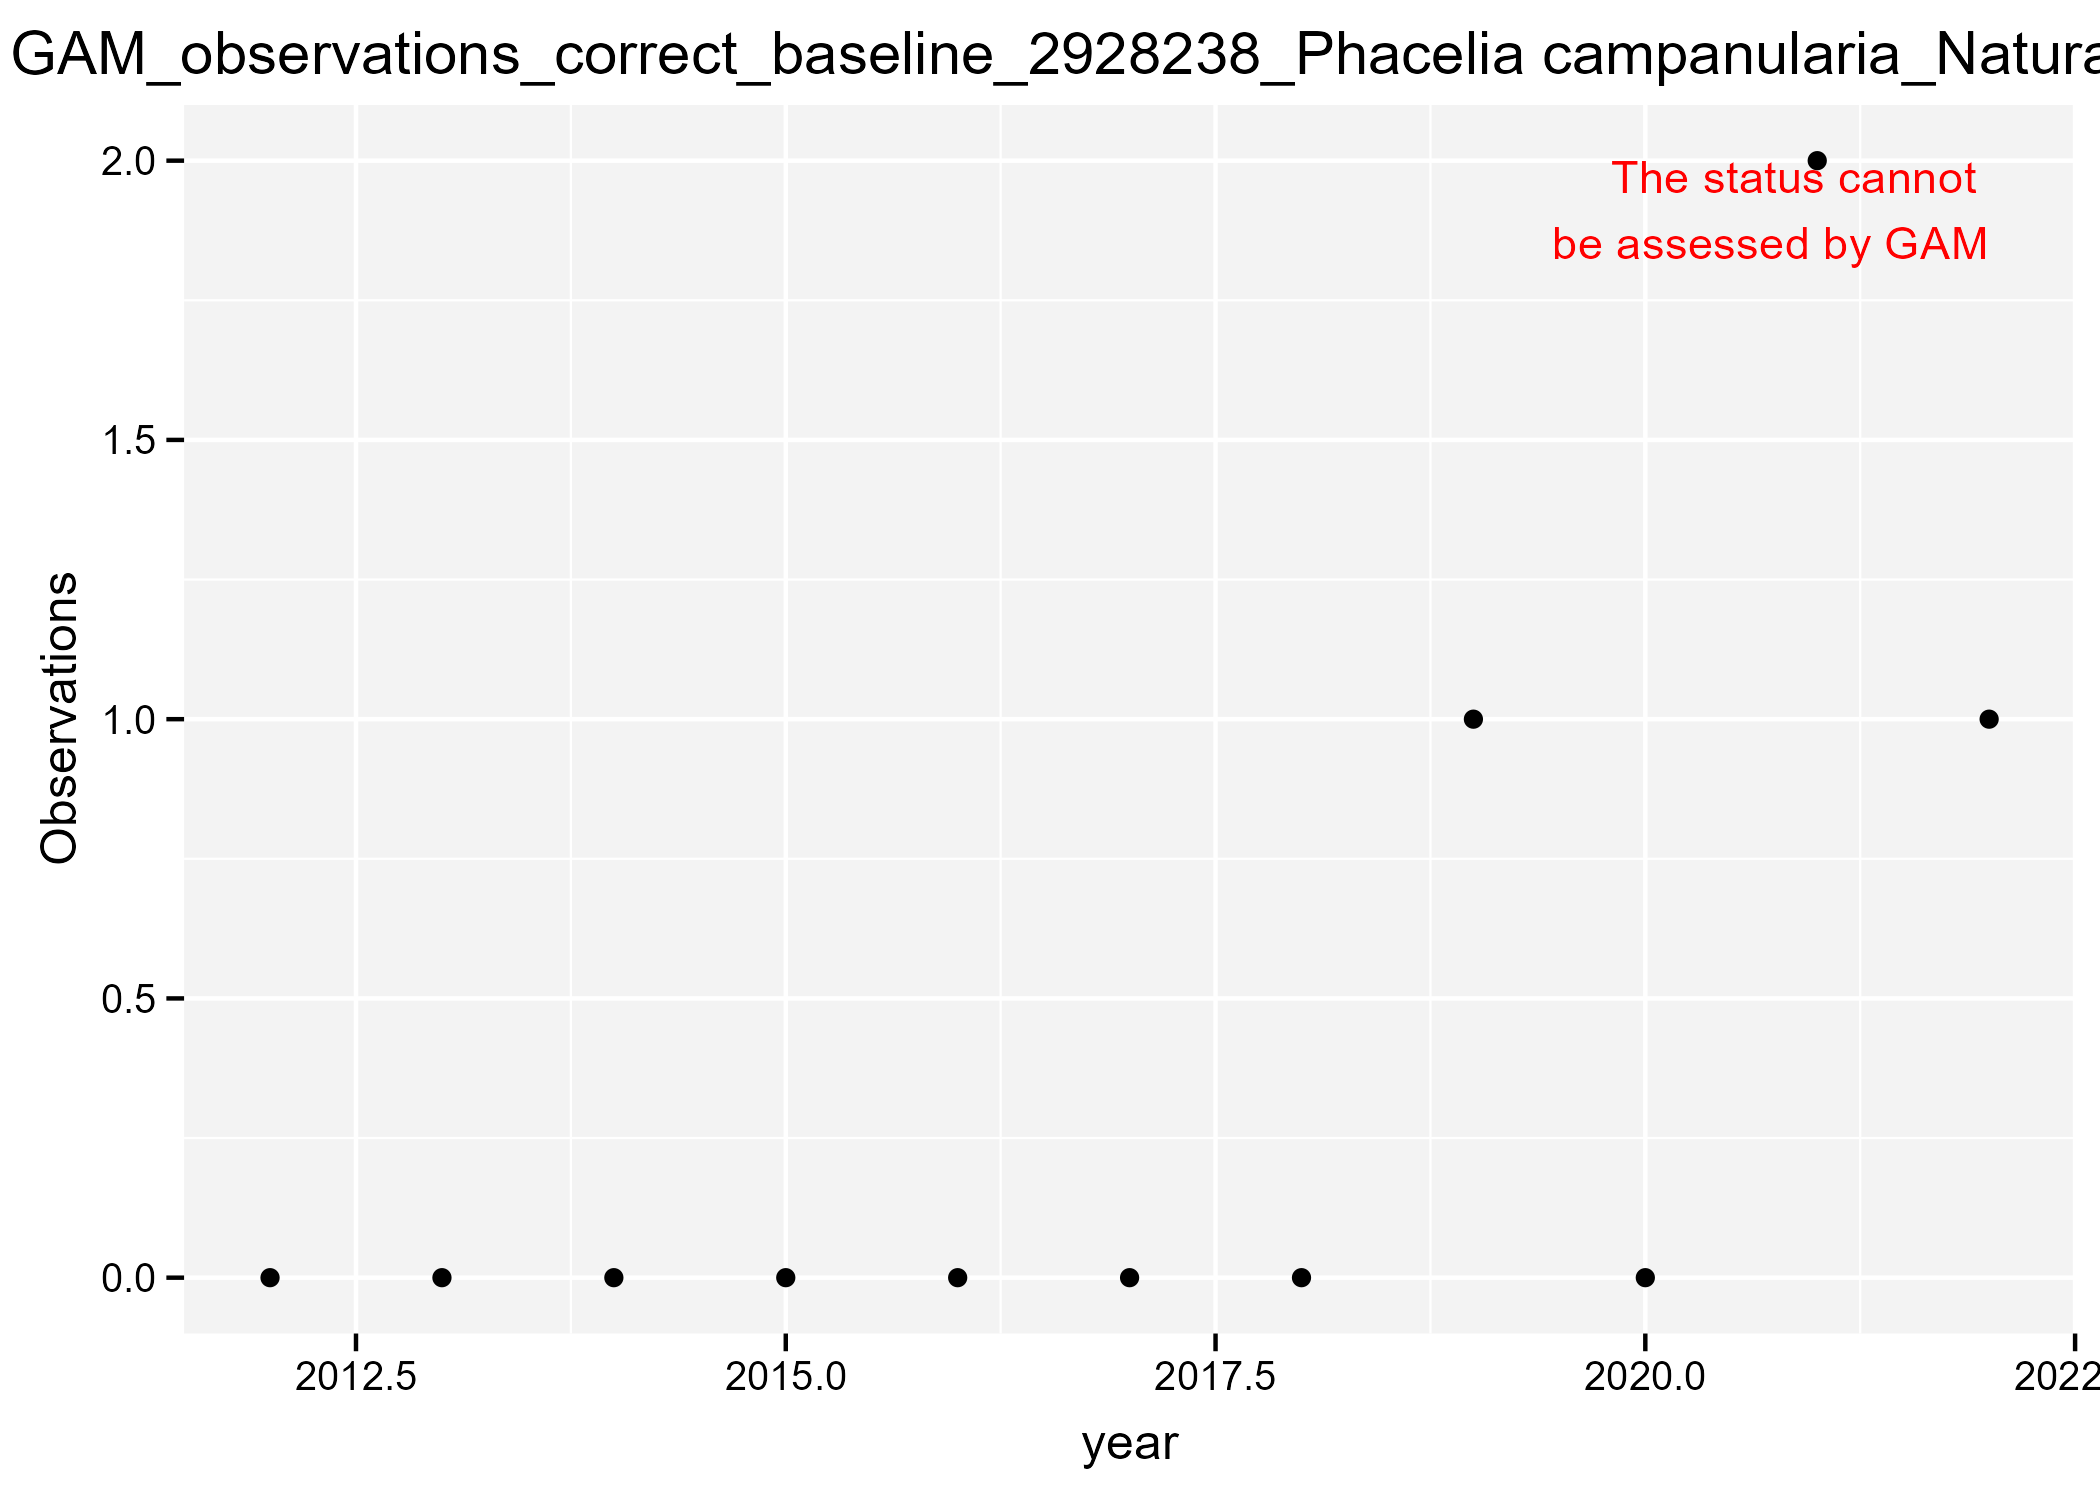 GAM_observations_correct_baseline_2928238_Phacelia campanularia_Natura
2.0
The status cannot
be assessed by GAM
1.5
Observations
1.0
0.5
0.0
2012.5 2015.0 2017.5 2020.0 2022
year